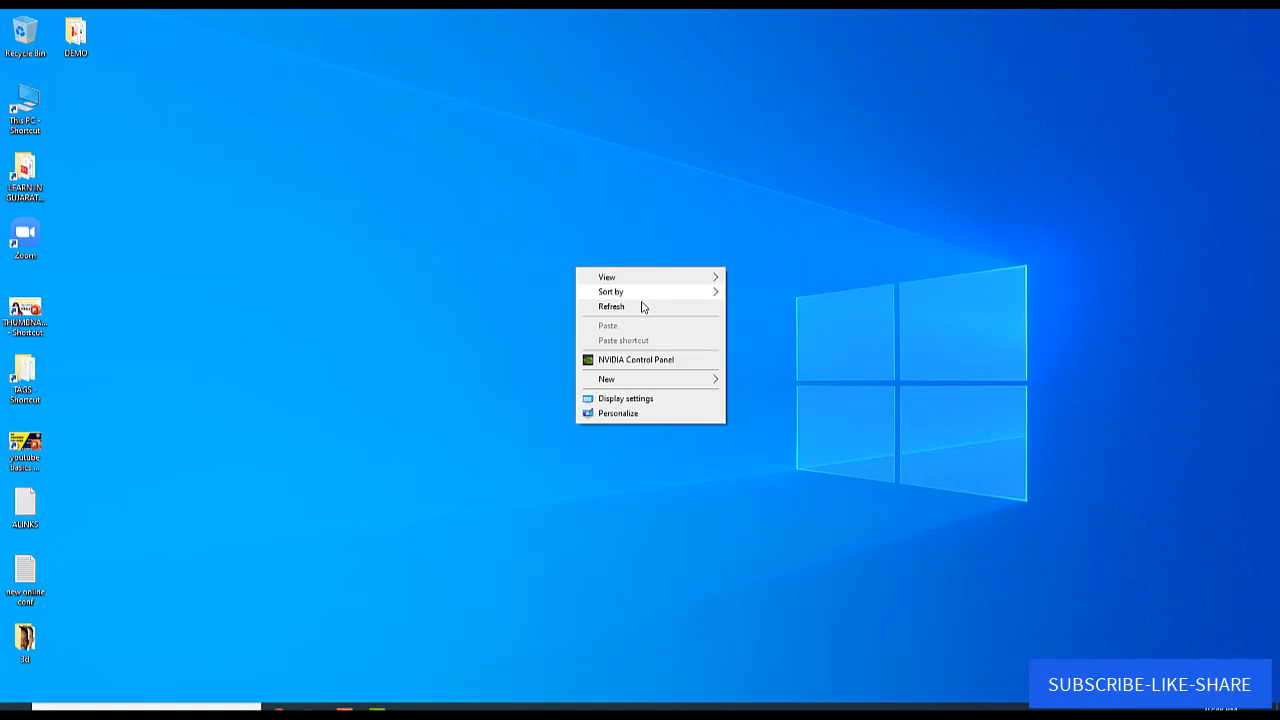 Recycle Bin
DEMO
This PC -
Shortcut
LEARN IN
GUJARAT...
Zoom
THUMBNA...
- Shortcut
TAGS -
Shortcut
youtube
basics ...
ALINKS
new online
conf
3d
View
Sort by
Refresh
Paste
Paste shortcut
NVIDIA Control Panel
New
Display settings
Personalize
SUBSCRIBE-LIKE-SHARE